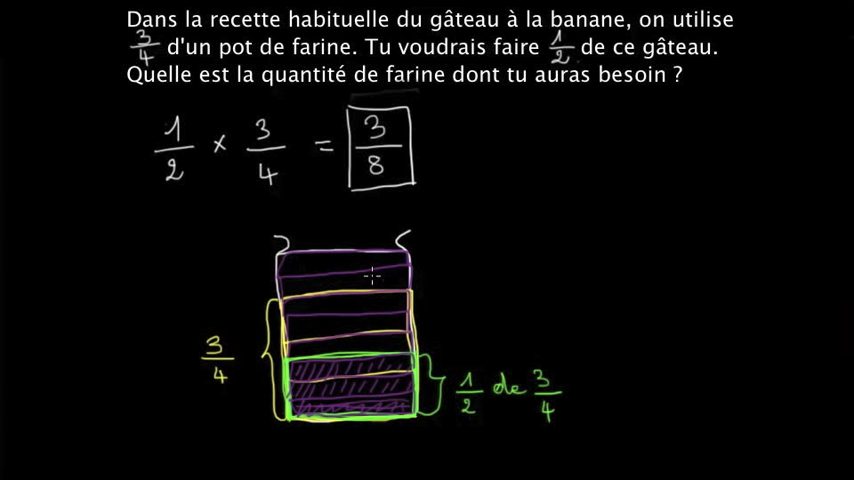 Dans la recette habituelle du gâteau à la banane, on utilise
3/4 d'un pot de farine. Tu voudrais faire 1/2 de ce gâteau.
Quelle est la quantité de farine dont tu auras besoin ?
1/2 × 3/4 = 3/8
3/4
1/2 de 3/4